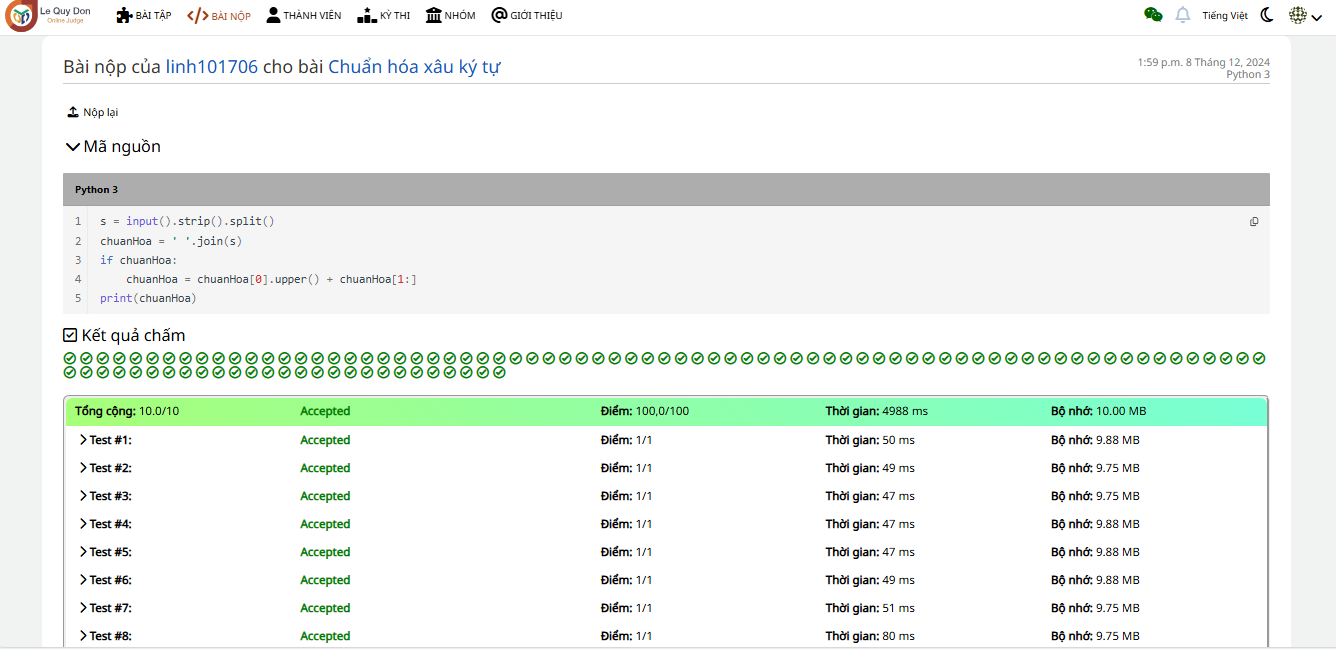 Le Quy Don
Online Judge
BÀI TẬP
</> BÀI NỘP
THÀNH VIÊN
KỲ THI
NHÓM
@ GIỚI THIỆU
Tiếng Việt
Bài nộp của linh101706 cho bài Chuẩn hóa xâu ký tự
1:59 p.m. 8 Tháng 12, 2024
Python 3
Nộp lại
Mã nguồn
Python 3
1 s = input().strip().split()
2 chuanHoa = ' '.join(s)
3 if chuanHoa:
4     chuanHoa = chuanHoa[0].upper() + chuanHoa[1:]
5 print(chuanHoa)
Kết quả chấm
Tổng cộng: 10.0/10 Accepted Điểm: 100,0/100 Thời gian: 4988 ms Bộ nhớ: 10.00 MB
Test #1: Accepted Điểm: 1/1 Thời gian: 50 ms Bộ nhớ: 9.88 MB
Test #2: Accepted Điểm: 1/1 Thời gian: 49 ms Bộ nhớ: 9.75 MB
Test #3: Accepted Điểm: 1/1 Thời gian: 47 ms Bộ nhớ: 9.75 MB
Test #4: Accepted Điểm: 1/1 Thời gian: 47 ms Bộ nhớ: 9.88 MB
Test #5: Accepted Điểm: 1/1 Thời gian: 47 ms Bộ nhớ: 9.88 MB
Test #6: Accepted Điểm: 1/1 Thời gian: 49 ms Bộ nhớ: 9.88 MB
Test #7: Accepted Điểm: 1/1 Thời gian: 51 ms Bộ nhớ: 9.75 MB
Test #8: Accepted Điểm: 1/1 Thời gian: 80 ms Bộ nhớ: 9.75 MB